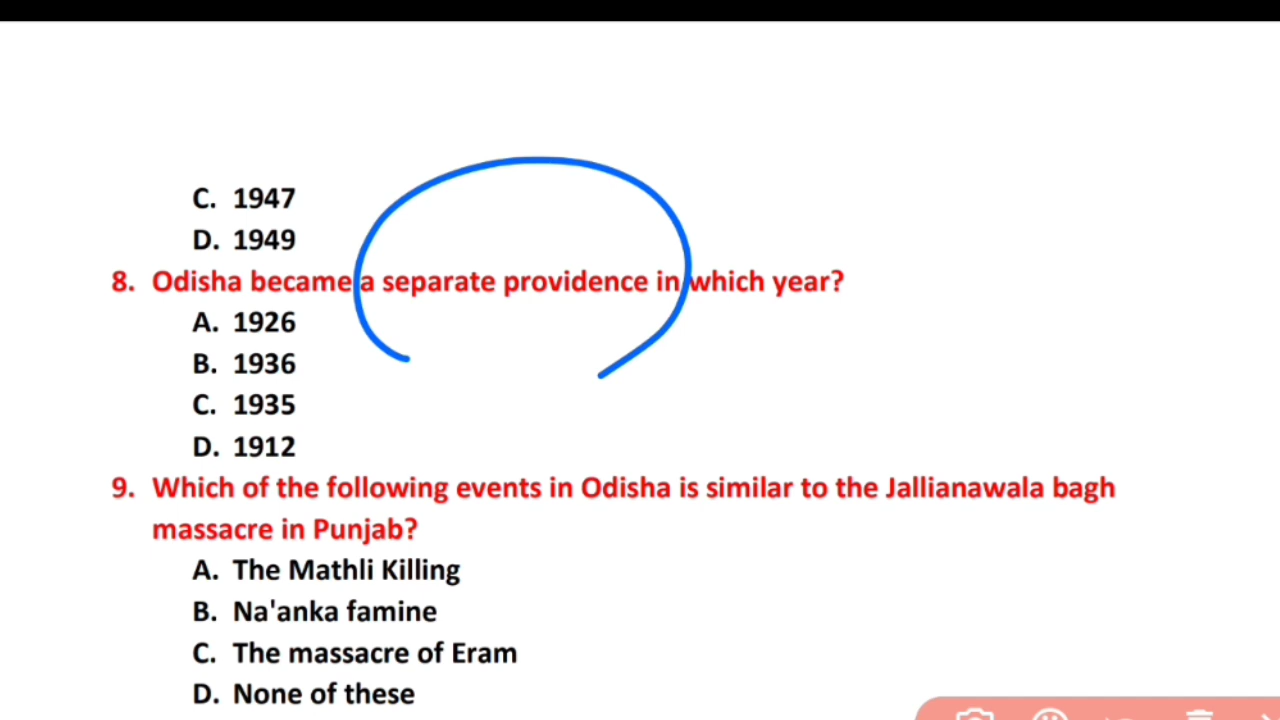 C. 1947
D. 1949
8. Odisha became a separate providence in which year?
A. 1926
B. 1936
C. 1935
D. 1912
9. Which of the following events in Odisha is similar to the Jallianawala bagh
massacre in Punjab?
A. The Mathli Killing
B. Na'anka famine
C. The massacre of Eram
D. None of these